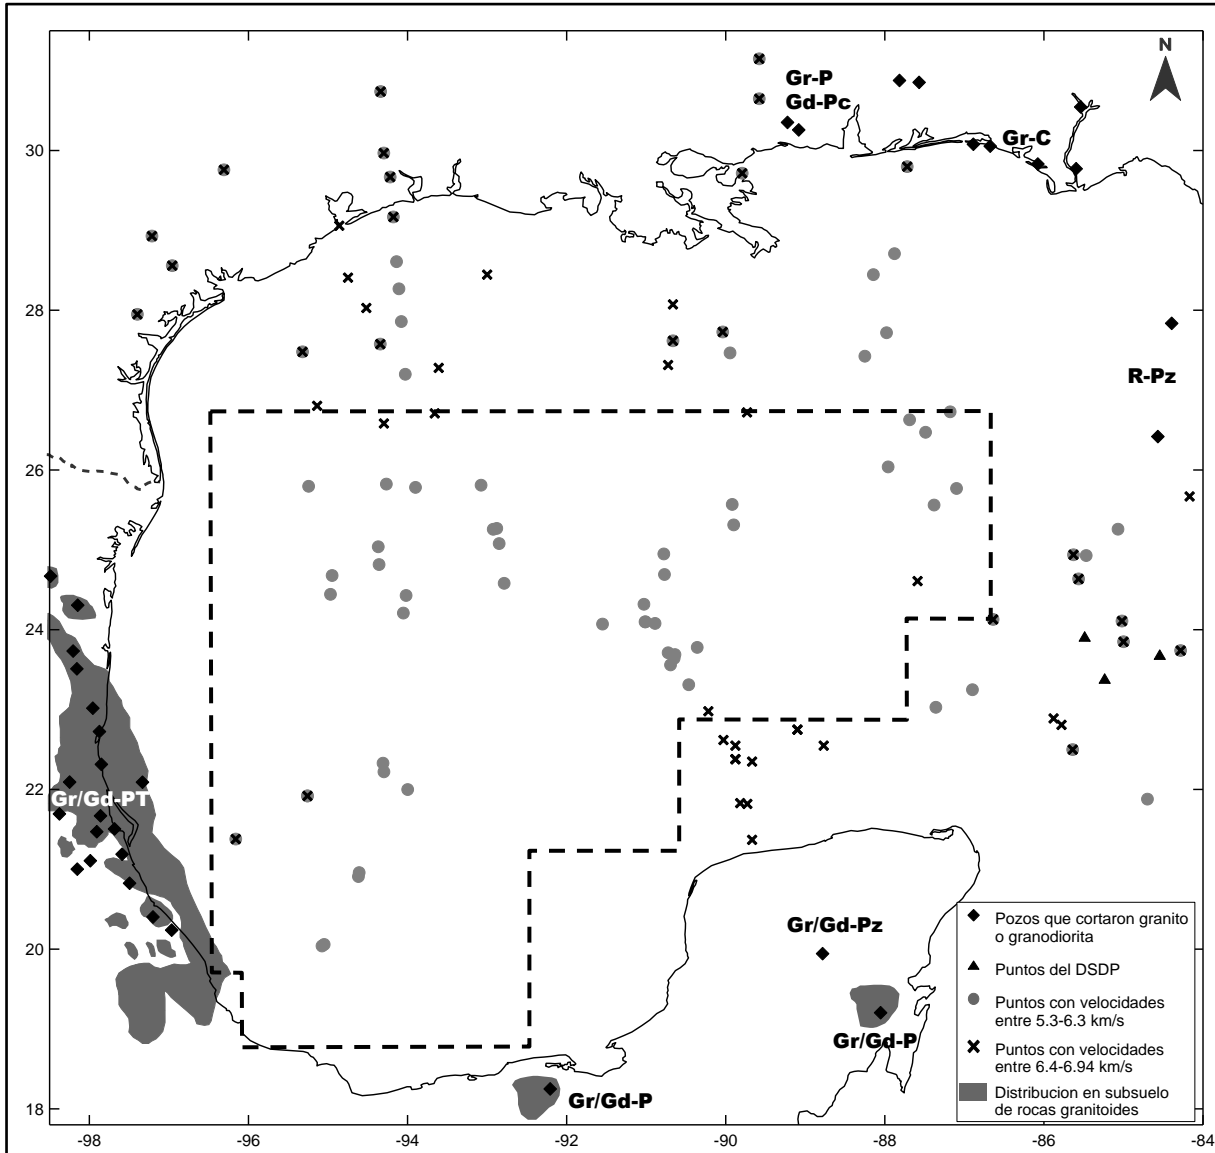 N
Gr-P
Gd-Pc
Gr-C
R-Pz
Gr/Gd-PT
Gr/Gd-Pz
Gr/Gd-P
Gr/Gd-P
30
28
26
24
22
20
18
-98
-96
-94
-92
-90
-88
-86
-84
Pozos que cortaron granito
o granodiorita
Puntos del DSDP
Puntos con velocidades
entre 5.3-6.3 km/s
Puntos con velocidades
entre 6.4-6.94 km/s
Distribucion en subsuelo
de rocas granitoides